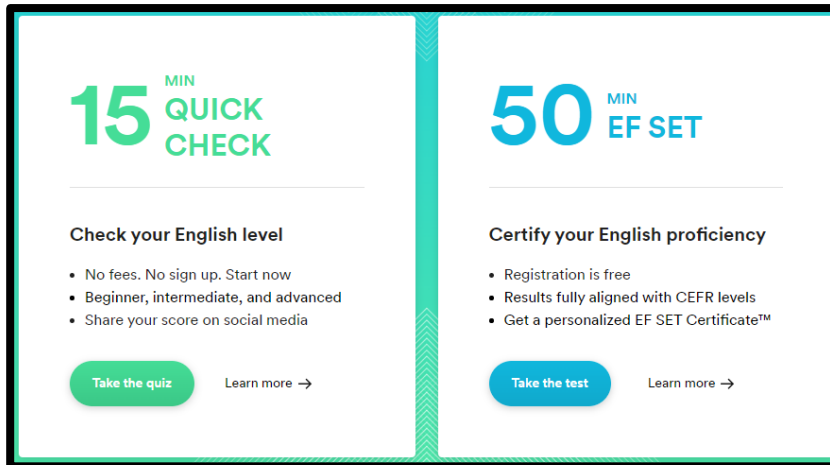 15 MIN
QUICK
CHECK
Check your English level
• No fees. No sign up. Start now
• Beginner, intermediate, and advanced
• Share your score on social media
Take the quiz
Learn more →
50 MIN
EF SET
Certify your English proficiency
• Registration is free
• Results fully aligned with CEFR levels
• Get a personalized EF SET Certificate™
Take the test
Learn more →